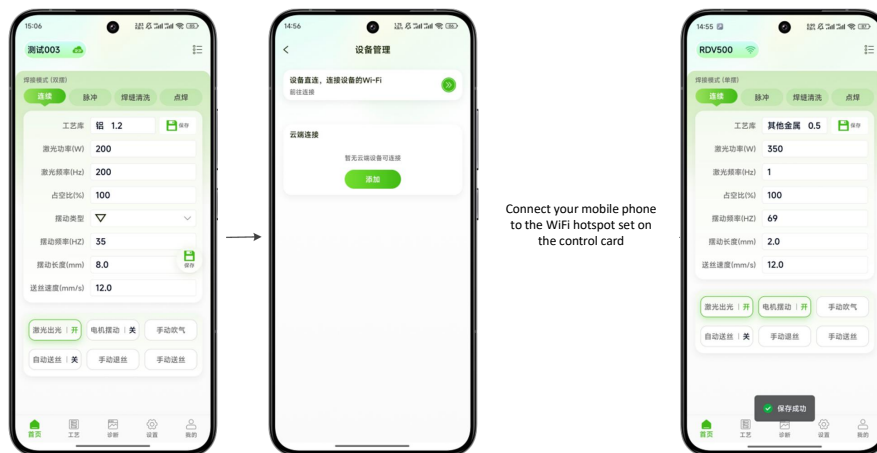 15:06
测试003
焊接模式 (双摆)
连续 脉冲 焊缝清洗 点焊
工艺库 铝 1.2 保存
激光功率(W) 200
激光频率(Hz) 200
占空比(%) 100
摆动类型
摆动频率(HZ) 35
摆动长度(mm) 8.0 保存
送丝速度(mm/s) 12.0
激光出光 | 开 电机摆动 | 关 手动吹气
自动送丝 | 关 手动退丝 手动送丝
首页 工艺 诊断 设置 我的
14:56
设备管理
设备直连，连接设备的Wi-Fi
前往连接
云端连接
暂无云端设备可连接
添加
Connect your mobile phone
to the WiFi hotspot set on
the control card
14:55
RDV500
焊接模式 (单摆)
连续 脉冲 焊缝清洗 点焊
工艺库 其他金属 0.5 保存
激光功率(W) 350
激光频率(Hz) 1
占空比(%) 100
摆动频率(HZ) 69
摆动长度(mm) 2.0
送丝速度(mm/s) 12.0
激光出光 | 开 电机摆动 | 开 手动吹气
自动送丝 | 关 手动退丝 手动送丝
保存成功
首页 工艺 诊断 设置 我的